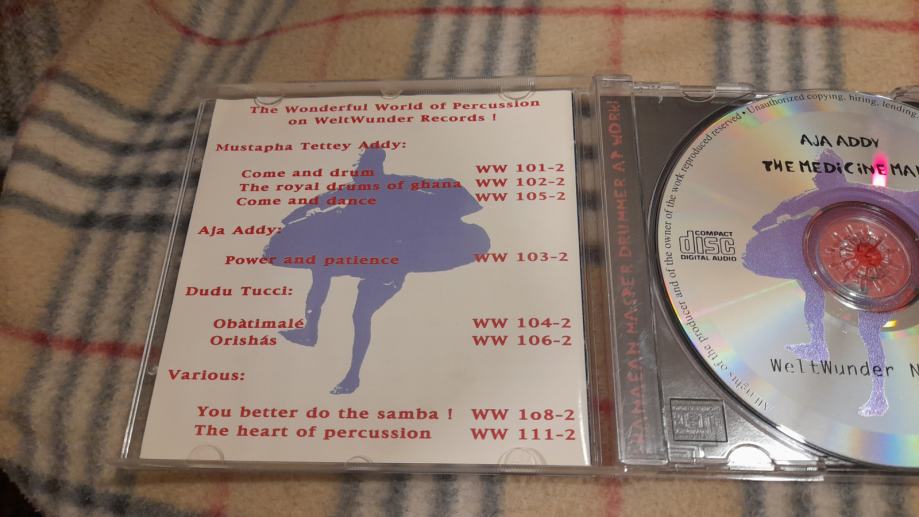 The Wonderful World of Percussion
on WeltWunder Records !
Mustapha Tettey Addy:
Come and drum WW 101-2
The royal drums of ghana WW 102-2
Come and dance WW 105-2
Aja Addy:
Power and patience WW 103-2
Dudu Tucci:
Obàtimalé WW 104-2
Orishás WW 106-2
Various:
You better do the samba ! WW 1o8-2
The heart of percussion WW 111-2
MASTER DRUMMER AT WORK!
AJA ADDY
THE MEDICINE
COMPACT
disc
DIGITAL AUDIO
WeltWunder
All rights of the producer and of the owner of the work reproduced reserved • Unauthorized copying, hiring, lending